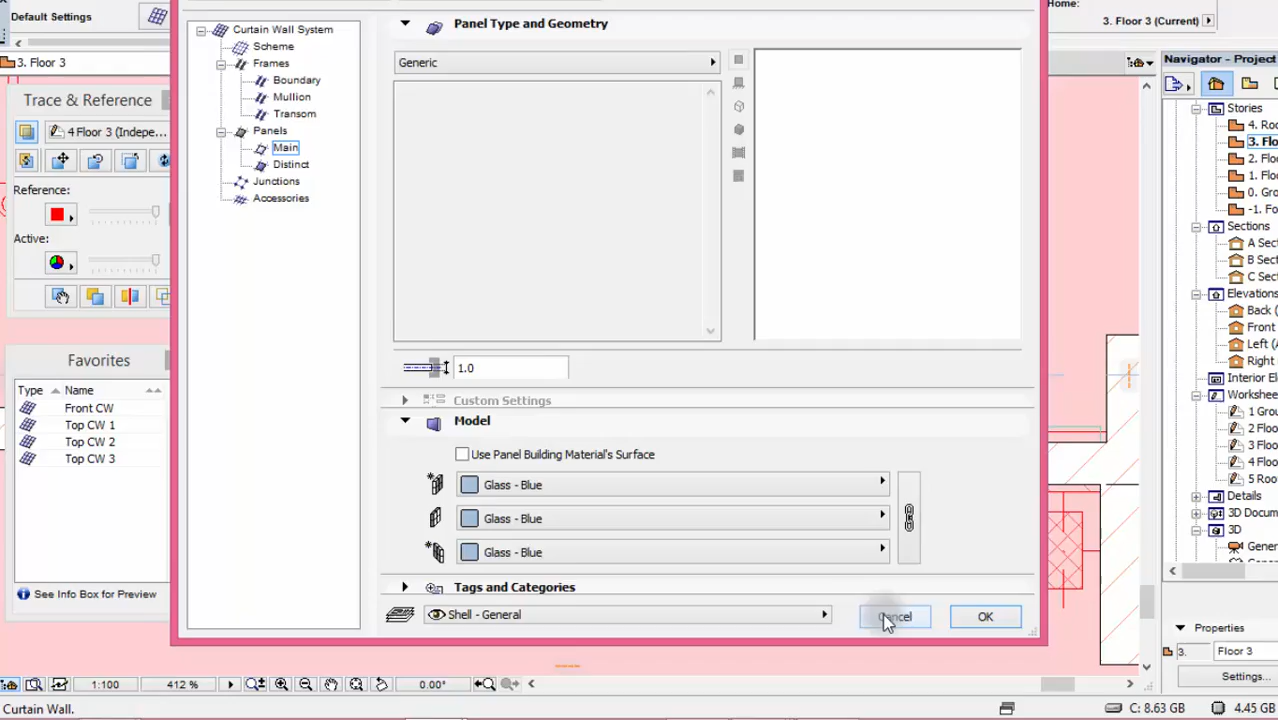 Default Settings
3. Floor 3
Trace & Reference
4 Floor 3 (Indepe...
Reference:
Active:
Favorites
Type
Name
Front CW
Top CW 1
Top CW 2
Top CW 3
See Info Box for Preview
Curtain Wall System
Scheme
Frames
Boundary
Mullion
Transom
Panels
Main
Distinct
Junctions
Accessories
Panel Type and Geometry
Generic
1.0
Custom Settings
Model
Use Panel Building Material's Surface
Glass - Blue
Glass - Blue
Glass - Blue
Tags and Categories
Shell - General
Cancel
OK
Home:
3. Floor 3 (Current)
Navigator - Project
Stories
4. Roo
3. Flo
2. Flo
1. Flo
0. Gro
-1. Fo
Sections
A Sect
B Sect
C Sect
Elevations
Back (
Front
Left (A
Right
Interior El
Worksheet
1 Grou
2 Floo
3 Floo
4 Floo
5 Roo
Details
3D Docum
3D
Gener
Properties
3.
Floor 3
Settings...
1:100
412 %
0.00°
Curtain Wall.
C: 8.63 GB
4.45 GB